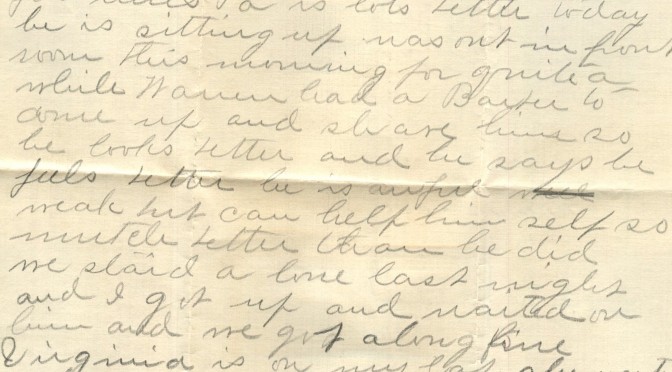 Pa is lots better today
he is sitting up was out in front
room this morning for quite a
while Warren had a Barber to
come up and shave him so
he looks better and he says he
feels better he is awful
weak but can help him self so
mutch better than he did
we staid a lone last night
and I got up and waited on
him and we got along fine
Virginia is on my lap